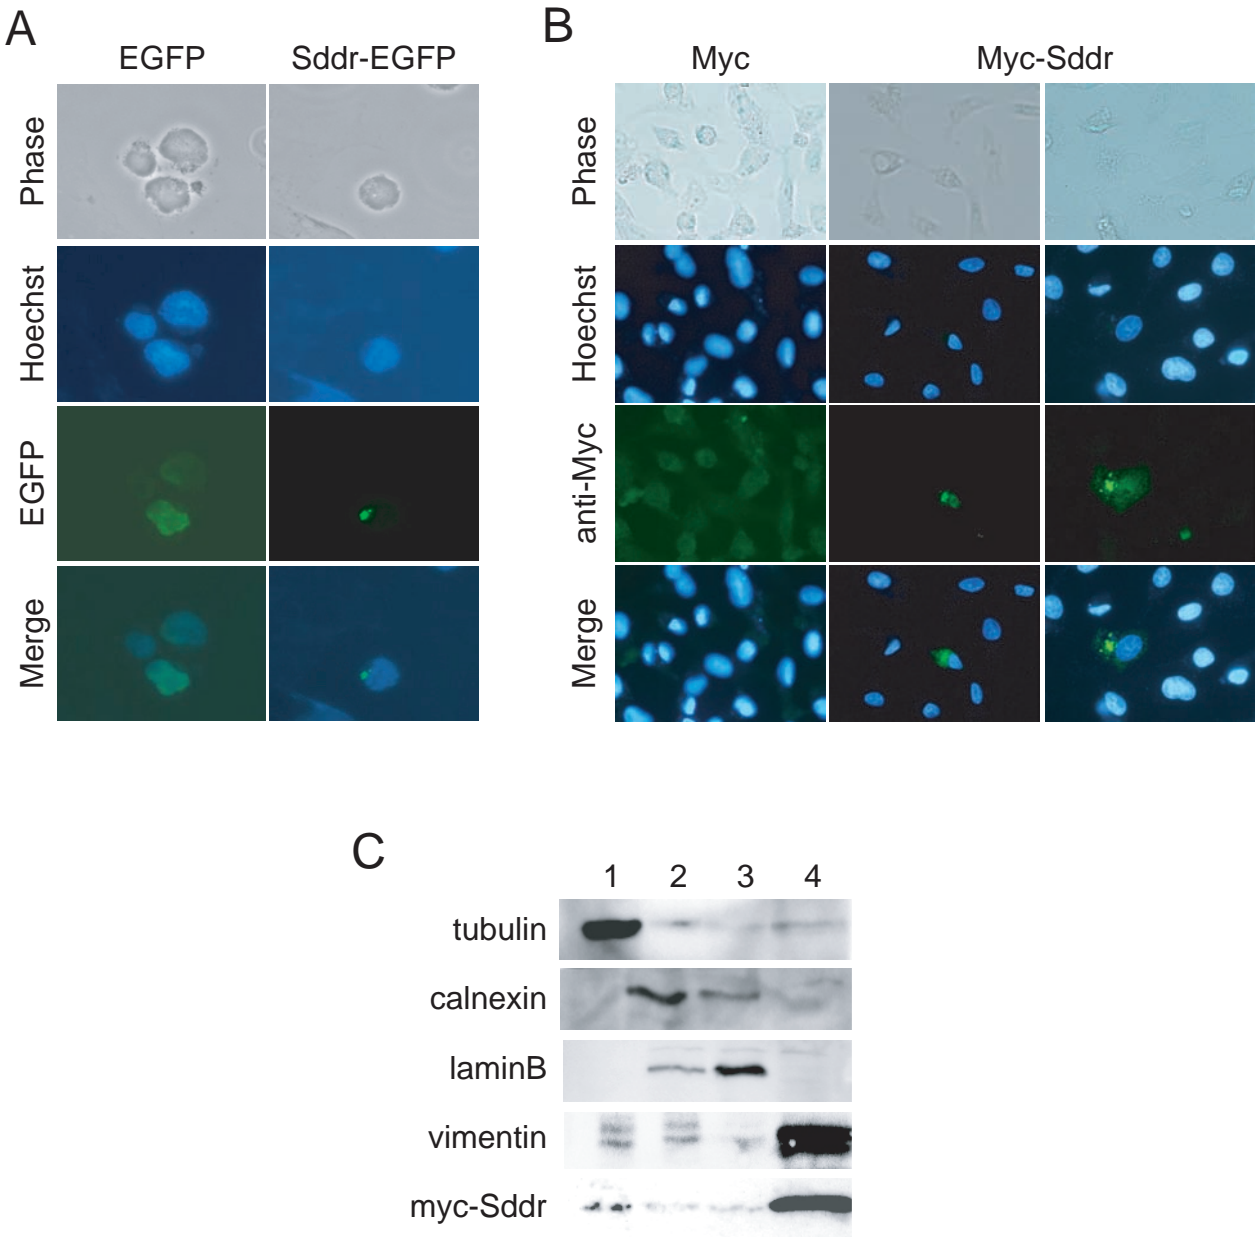 A
EGFP
Sddr-EGFP
Phase
Hoechst
EGFP
Merge
B
Myc
Myc-Sddr
Phase
Hoechst
anti-Myc
Merge
C
1 2 3 4
tubulin
calnexin
laminB
vimentin
myc-Sddr